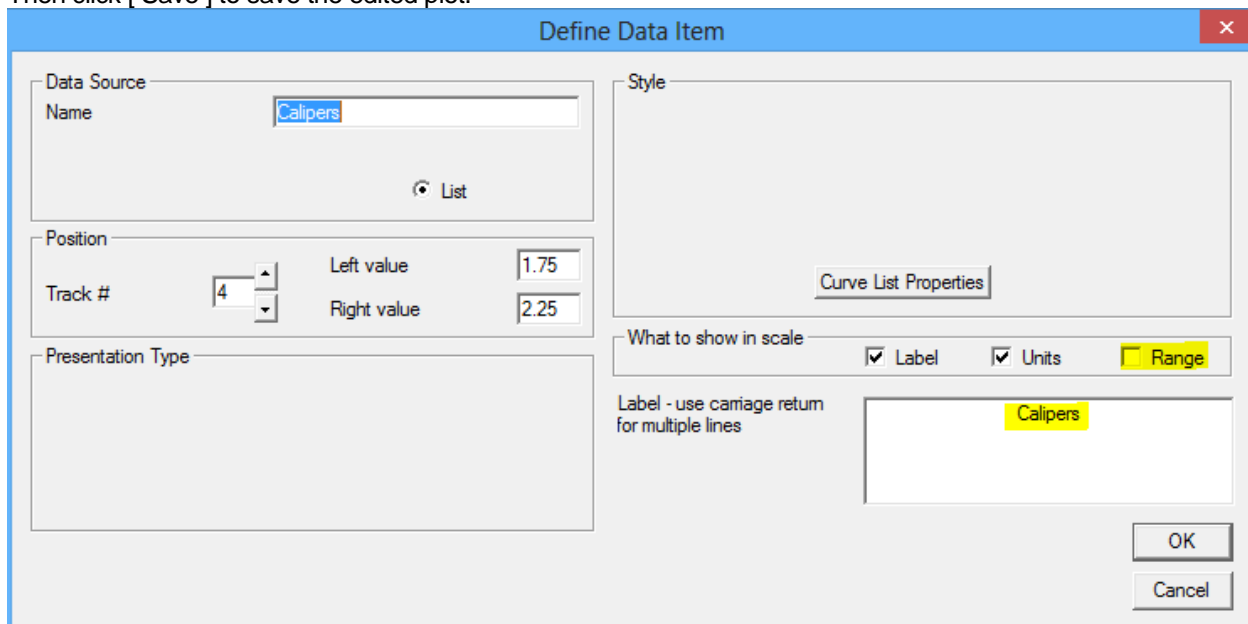 Then click [ Save ] to save the edited plot.
Define Data Item
Data Source
Name Calipers
List
Position
Track # 4
Left value 1.75
Right value 2.25
Presentation Type
Style
Curve List Properties
What to show in scale
Label Units Range
Label - use carriage return
for multiple lines
Calipers
OK
Cancel